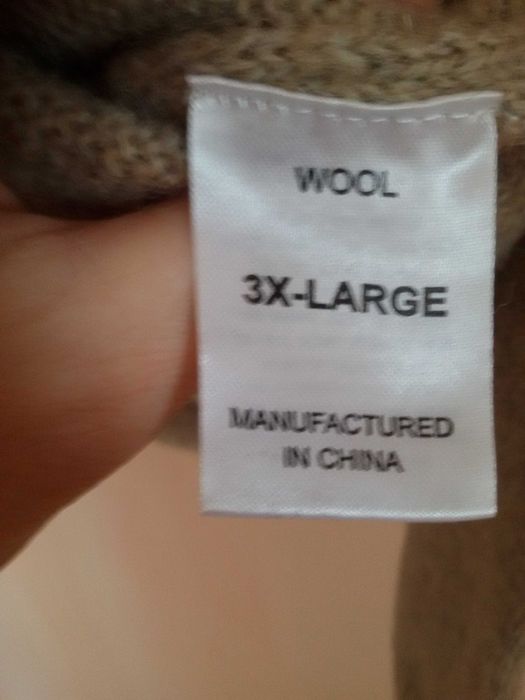 WOOL
3X-LARGE
MANUFACTURED
IN CHINA